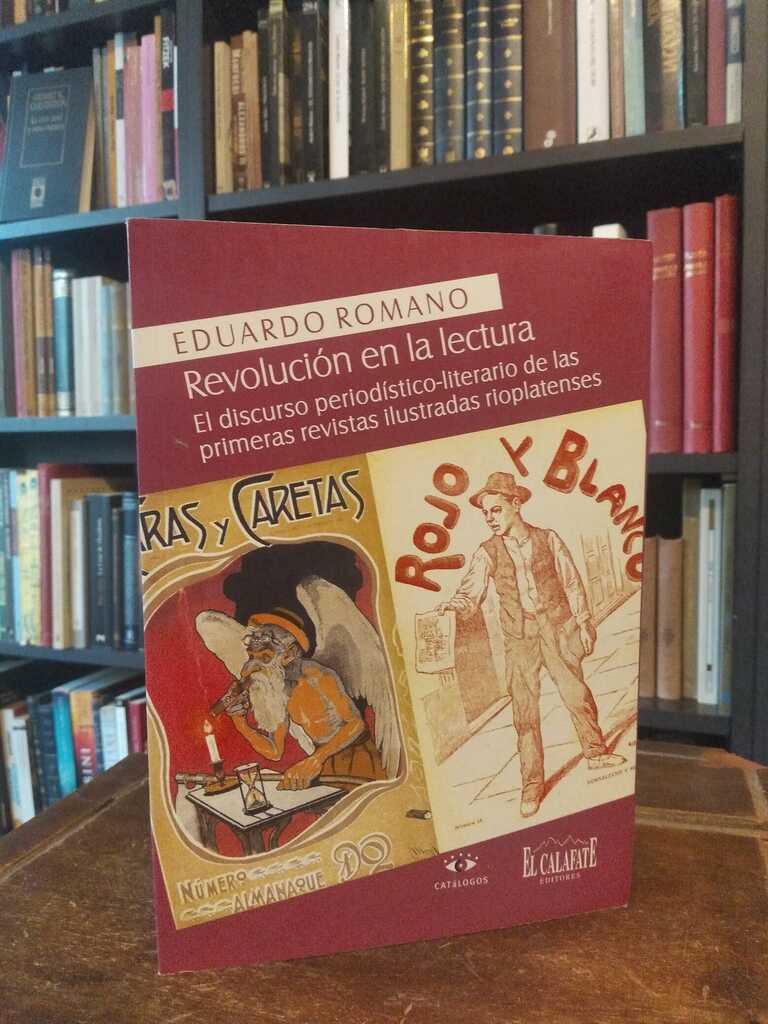 EDUARDO ROMANO
Revolución en la lectura
El discurso periodístico-literario de las
primeras revistas ilustradas rioplatenses
RAS Y CARETAS
ROJO Y BLANCO
NÚMERO
ALMANAQUE
CATáLOGOS
EL CALAFATE
EDITORES